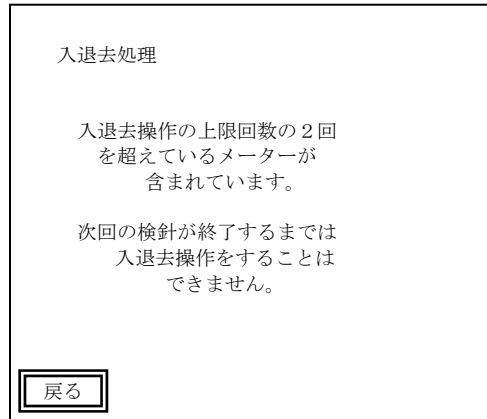 入退去処理
入退去操作の上限回数の２回
を超えているメーターが
含まれています。
次回の検針が終了するまでは
入退去操作をすることは
できません。
戻る